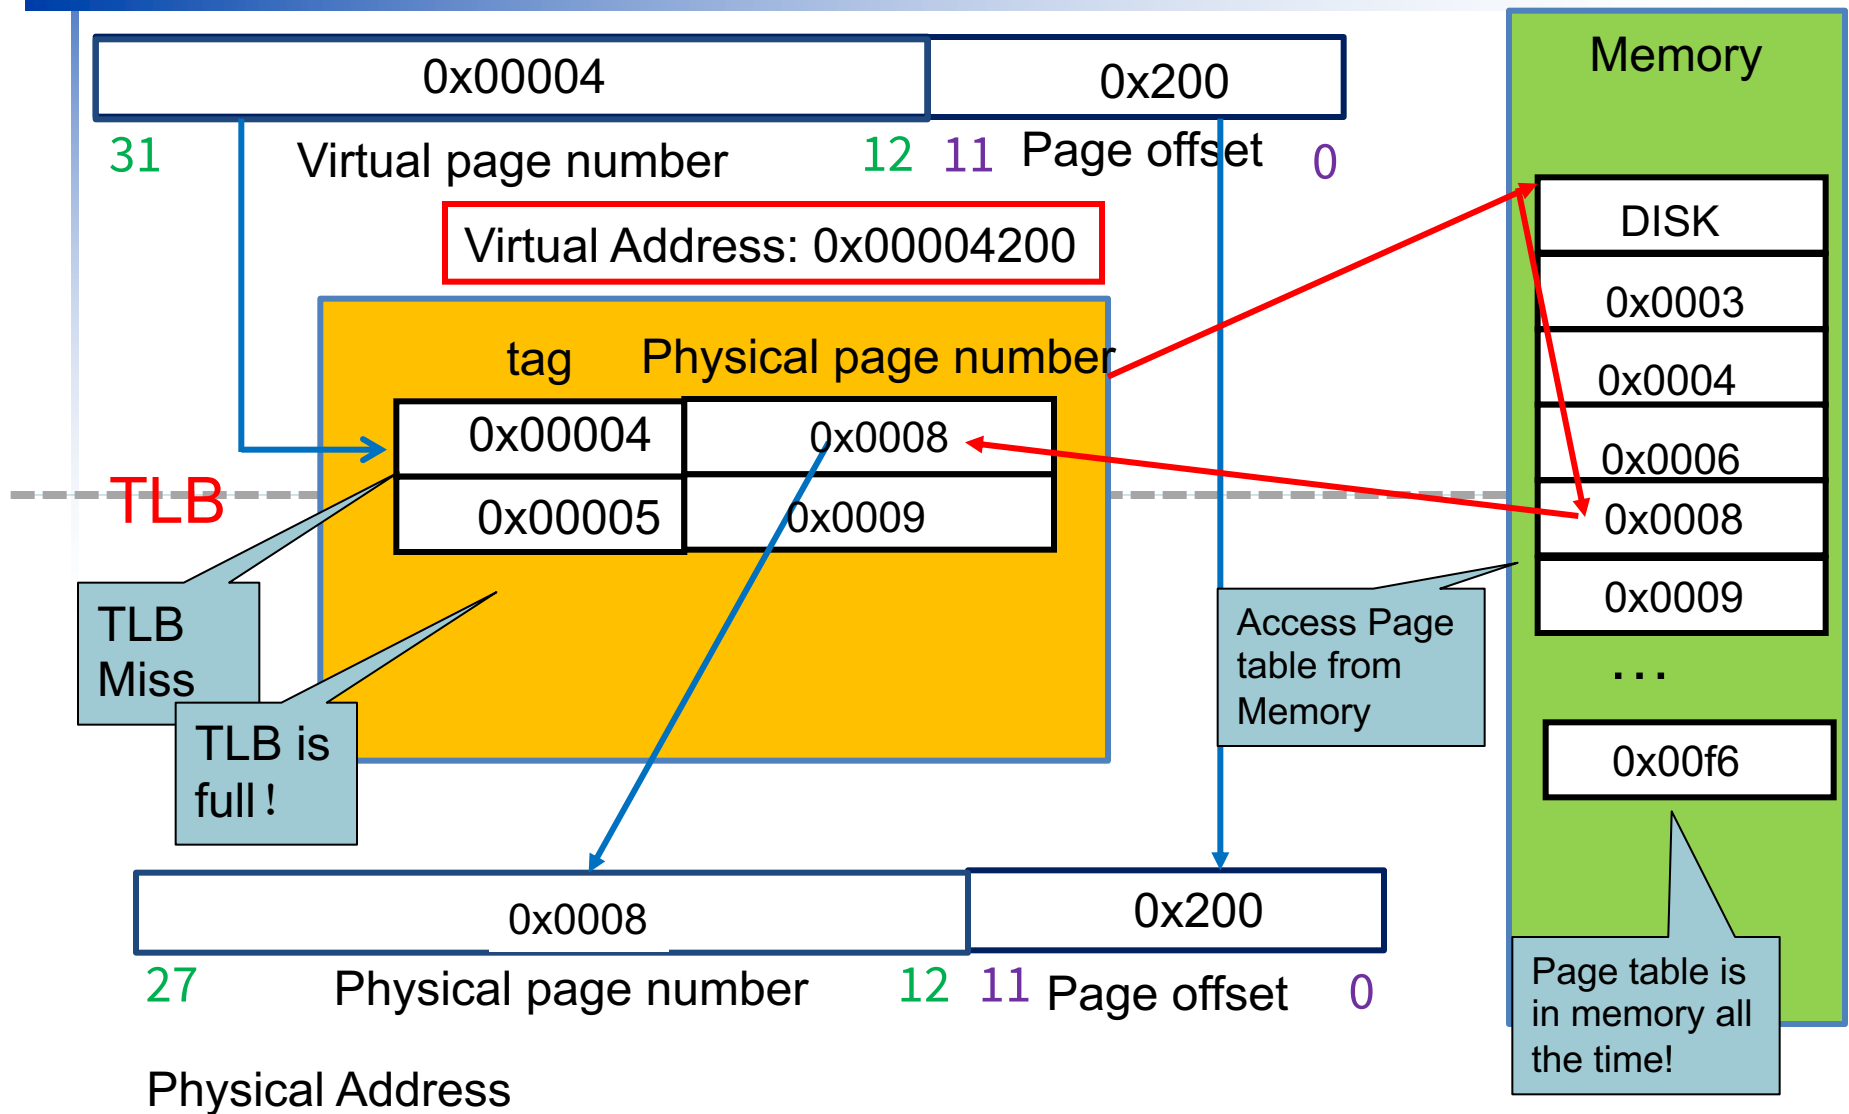 0x00004 0x200
31 Virtual page number 12 11 Page offset 0
Virtual Address: 0x00004200
tag Physical page number
0x00004 0x0008
0x00005 0x0009
TLB
TLB
Miss
TLB is
full！
Memory
DISK
0x0003
0x0004
0x0006
0x0008
0x0009
...
0x00f6
Access Page
table from
Memory
Page table is
in memory all
the time!
0x0008 0x200
27 Physical page number 12 11 Page offset 0
Physical Address